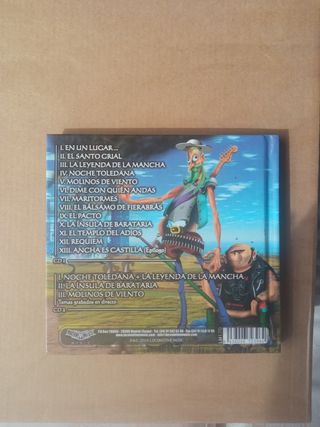 I. EN UN LUGAR...
II. EL SANTO GRIAL
III. LA LEYENDA DE LA MANCHA
IV. NOCHE TOLEDANA
V. MOLINOS DE VIENTO
VI. DIME CON QUIÉN ANDAS
VII. MARITORMES
VIII. EL BÁLSAMO DE FIERABRÁS
IX. EL PACTO
X. LA ÍNSULA DE BARATARIA
XI. EL TEMPLO DEL ADIÓS
XII. REQUIEM
XIII. ANCHA ES CASTILLA (Epílogo)
CD 1
I. NOCHE TOLEDANA + LA LEYENDA DE LA MANCHA
II. LA ÍNSULA DE BARATARIA
III. MOLINOS DE VIENTO
Temas grabados en directo
CD 2